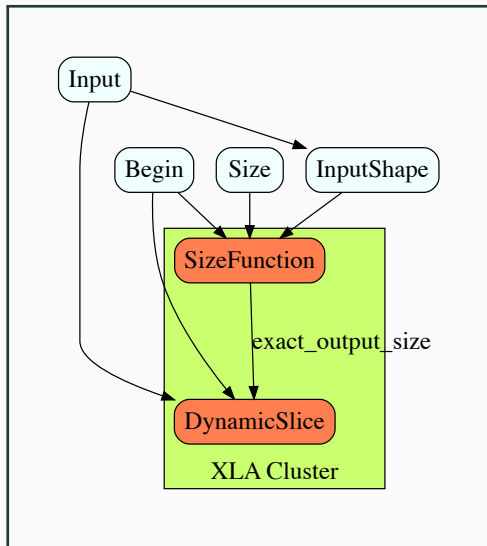 Input
Begin
Size
InputShape
SizeFunction
exact_output_size
DynamicSlice
XLA Cluster